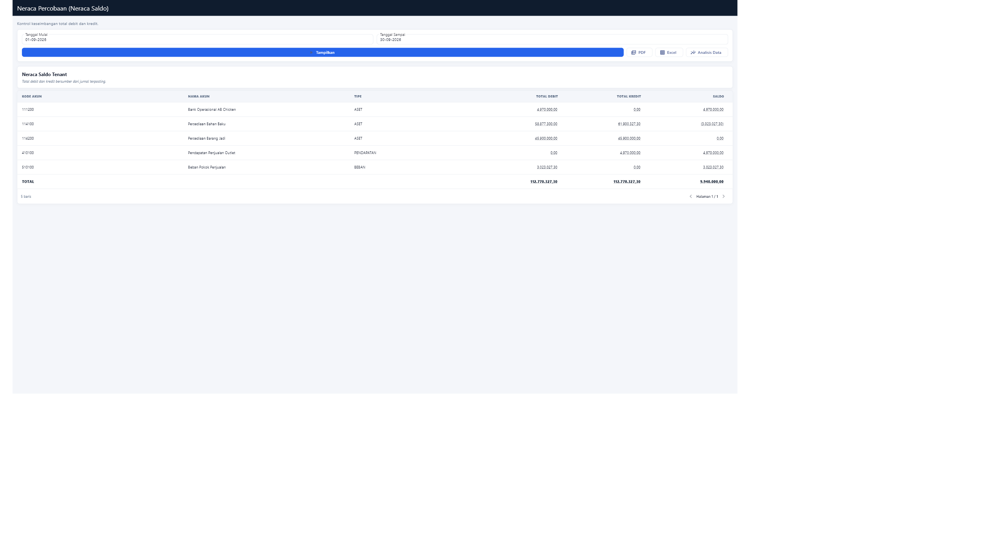 Neraca Percobaan (Neraca Saldo)
Kontrol keseimbangan total debit dan kredit.
Tanggal Mulai
01-09-2026
Tanggal Sampai
30-09-2026
Tampilkan
PDF
Excel
Analisis Data
Neraca Saldo Tenant
Total debit dan kredit bersumber dari jurnal terposting.
KODE AKUN NAMA AKUN TIPE TOTAL DEBIT TOTAL KREDIT SALDO
111200 Bank Operasional AB Chicken ASET 4.970.000,00 0,00 4.970.000,00
114100 Persediaan Bahan Baku ASET 58.877.300,00 61.900.327,30 (3.023.027,30)
114200 Persediaan Barang Jadi ASET 45.900.000,00 45.900.000,00 0,00
410100 Pendapatan Penjualan Outlet PENDAPATAN 0,00 4.970.000,00 4.970.000,00
510100 Beban Pokok Penjualan BEBAN 3.023.027,30 0,00 3.023.027,30
TOTAL 112.770.327,30 112.770.327,30 9.940.000,00
5 baris
Halaman 1 / 1